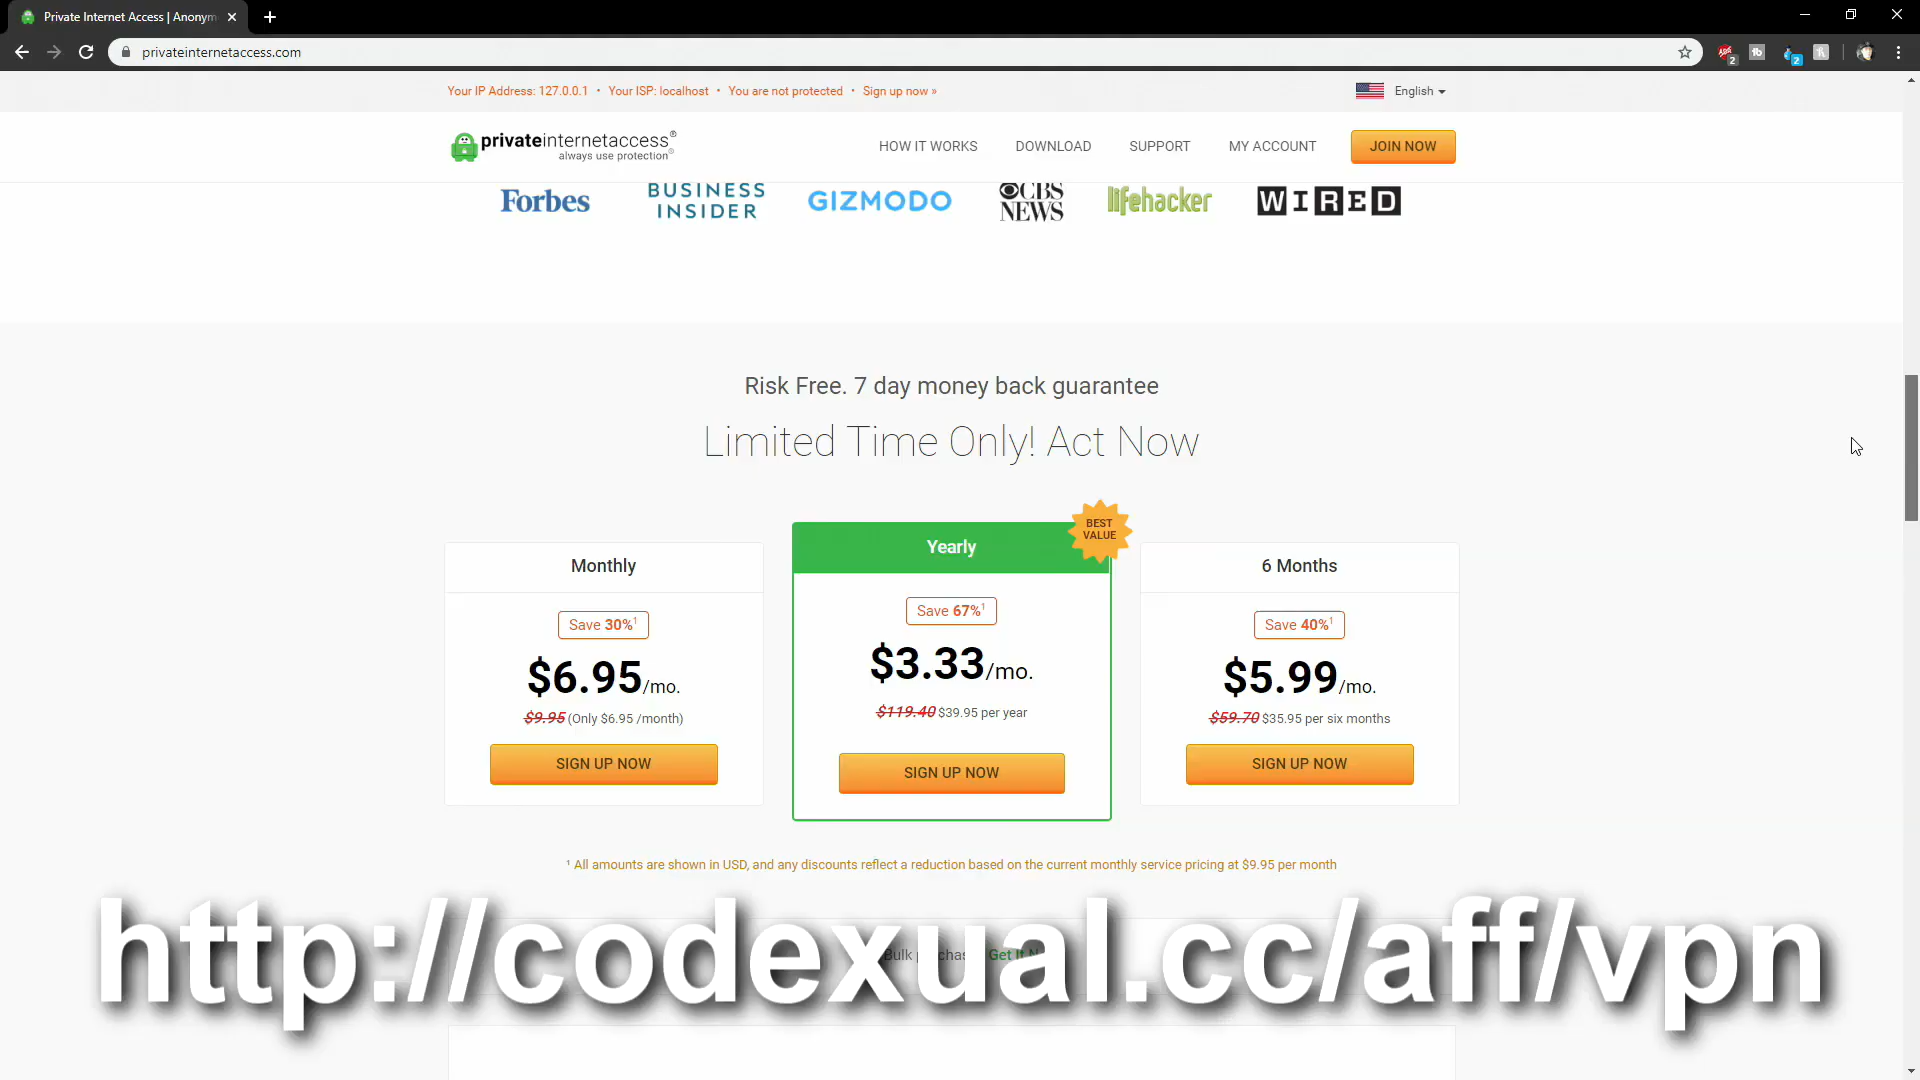 Private Internet Access | Anonym
privateinternetaccess.com
Your IP Address: 127.0.0.1 • Your ISP: localhost • You are not protected • Sign up now »
English
privateinternetaccess®
always use protection®
HOW IT WORKS
DOWNLOAD
SUPPORT
MY ACCOUNT
JOIN NOW
Forbes
BUSINESS
INSIDER
GIZMODO
CBS
NEWS
lifehacker
WIRED
Risk Free. 7 day money back guarantee
Limited Time Only! Act Now
Monthly
Save 30%¹
$6.95/mo.
$9.95 (Only $6.95 /month)
SIGN UP NOW
BEST
VALUE
Yearly
Save 67%¹
$3.33/mo.
$119.40 $39.95 per year
SIGN UP NOW
6 Months
Save 40%¹
$5.99/mo.
$59.70 $35.95 per six months
SIGN UP NOW
¹ All amounts are shown in USD, and any discounts reflect a reduction based on the current monthly service pricing at $9.95 per month
Bulk
Get It
http://codexual.cc/aff/vpn